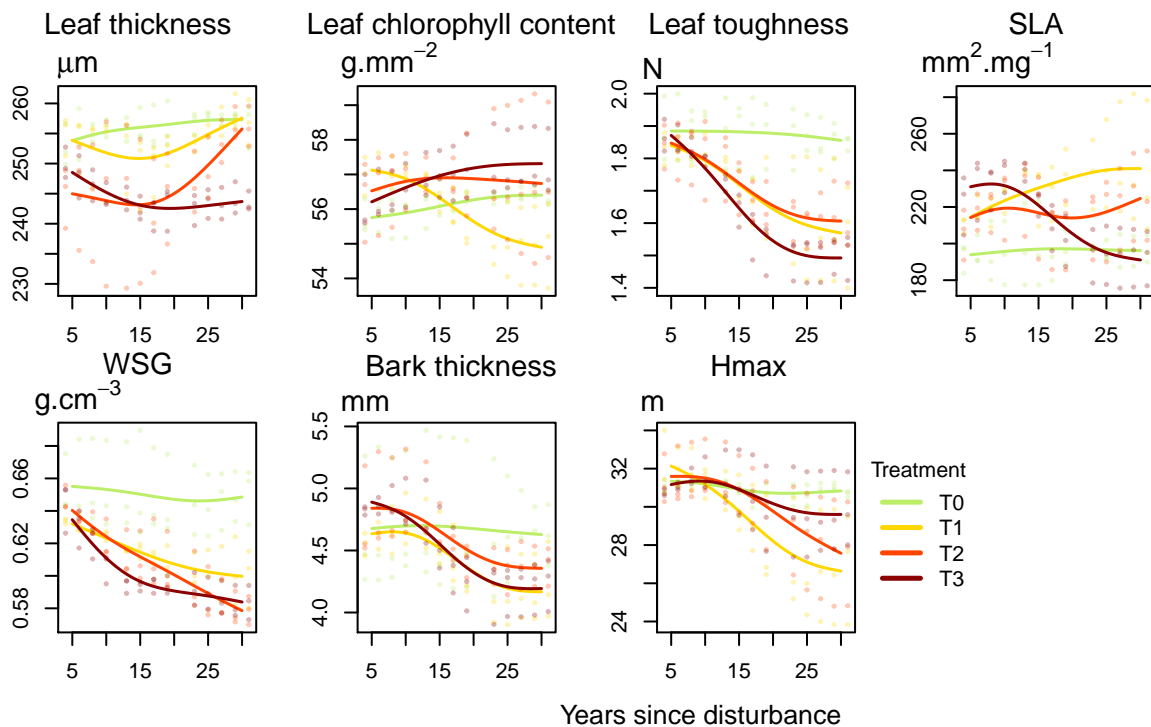 Leaf thickness
Leaf chlorophyll content
Leaf toughness
SLA
μm
g.mm−2
N
mm2.mg−1
260
250
240
230
58
56
54
2.0
1.8
1.6
1.4
260
220
180
5 15 25
5 15 25
5 15 25
5 15 25
WSG
Bark thickness
Hmax
g.cm−3
mm
m
0.66
0.62
0.58
5.5
5.0
4.5
4.0
32
28
24
Treatment
T0
T1
T2
T3
5 15 25
5 15 25
5 15 25
Years since disturbance